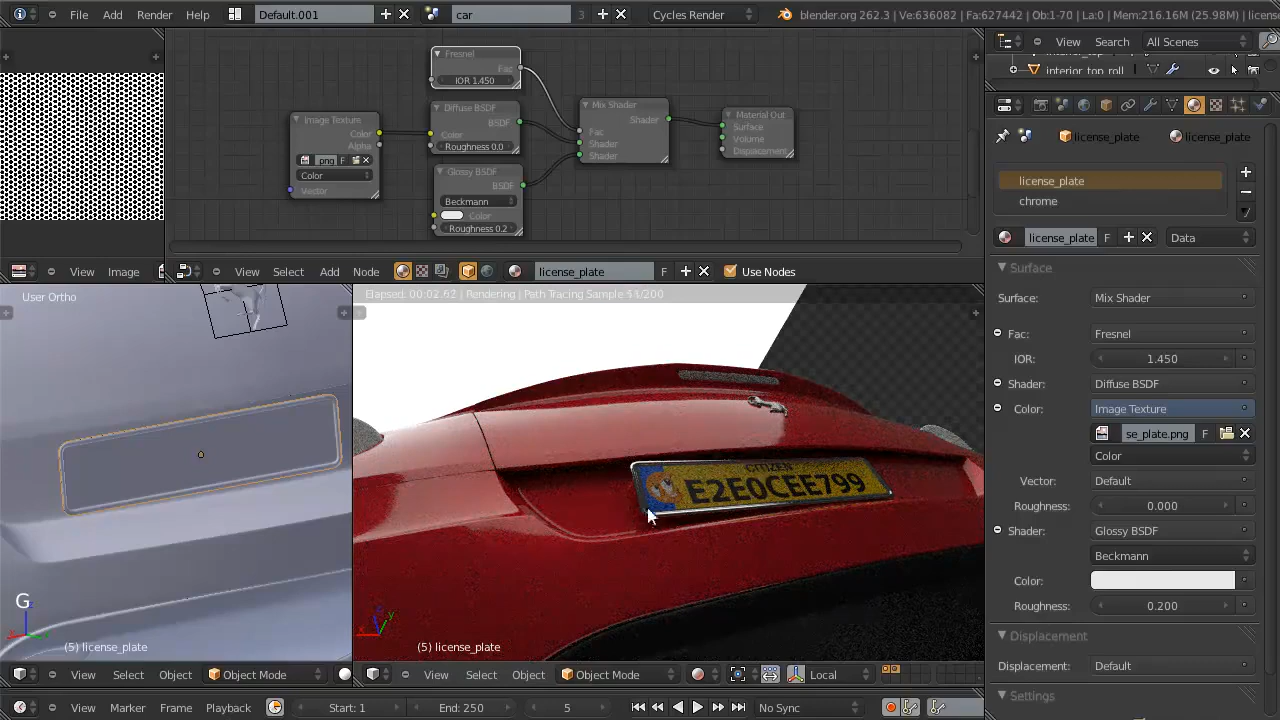 File Add Render Help Default.001 car 3 Cycles Render blender.org 262.3 | Ve:636082 | Fa:627442 | Ob:1-70 | La:0 | Mem:216.16M (25.98M) | licens
View Search All Scenes
interior_top_roll
Fresnel
Fac
IOR 1.450
Image Texture
Color
Alpha
png F
Color
Vector
Diffuse BSDF
BSDF
Color
Roughness 0.0
Glossy BSDF
BSDF
Beckmann
Color
Roughness 0.2
Mix Shader
Shader
Fac
Shader
Shader
Material Out
Surface
Volume
Displacement
View Image
View Select Add Node license_plate F Use Nodes
license_plate license_plate
license_plate
chrome
license_plate F Data
Surface
Surface: Mix Shader
Fac: Fresnel
IOR: 1.450
Shader: Diffuse BSDF
Color: Image Texture
se_plate.png F
Color
Vector: Default
Roughness: 0.000
Shader: Glossy BSDF
Beckmann
Color:
Roughness: 0.200
Displacement
Displacement: Default
Settings
User Ortho
G
(5) license_plate
Elapsed: 00:02.62 | Rendering | Path Tracing Sample 54/200
CITIZEN
E2E0CEE799
(5) license_plate
View Select Object Object Mode
View Select Object Object Mode Local
View Marker Frame Playback Start: 1 End: 250 5 No Sync